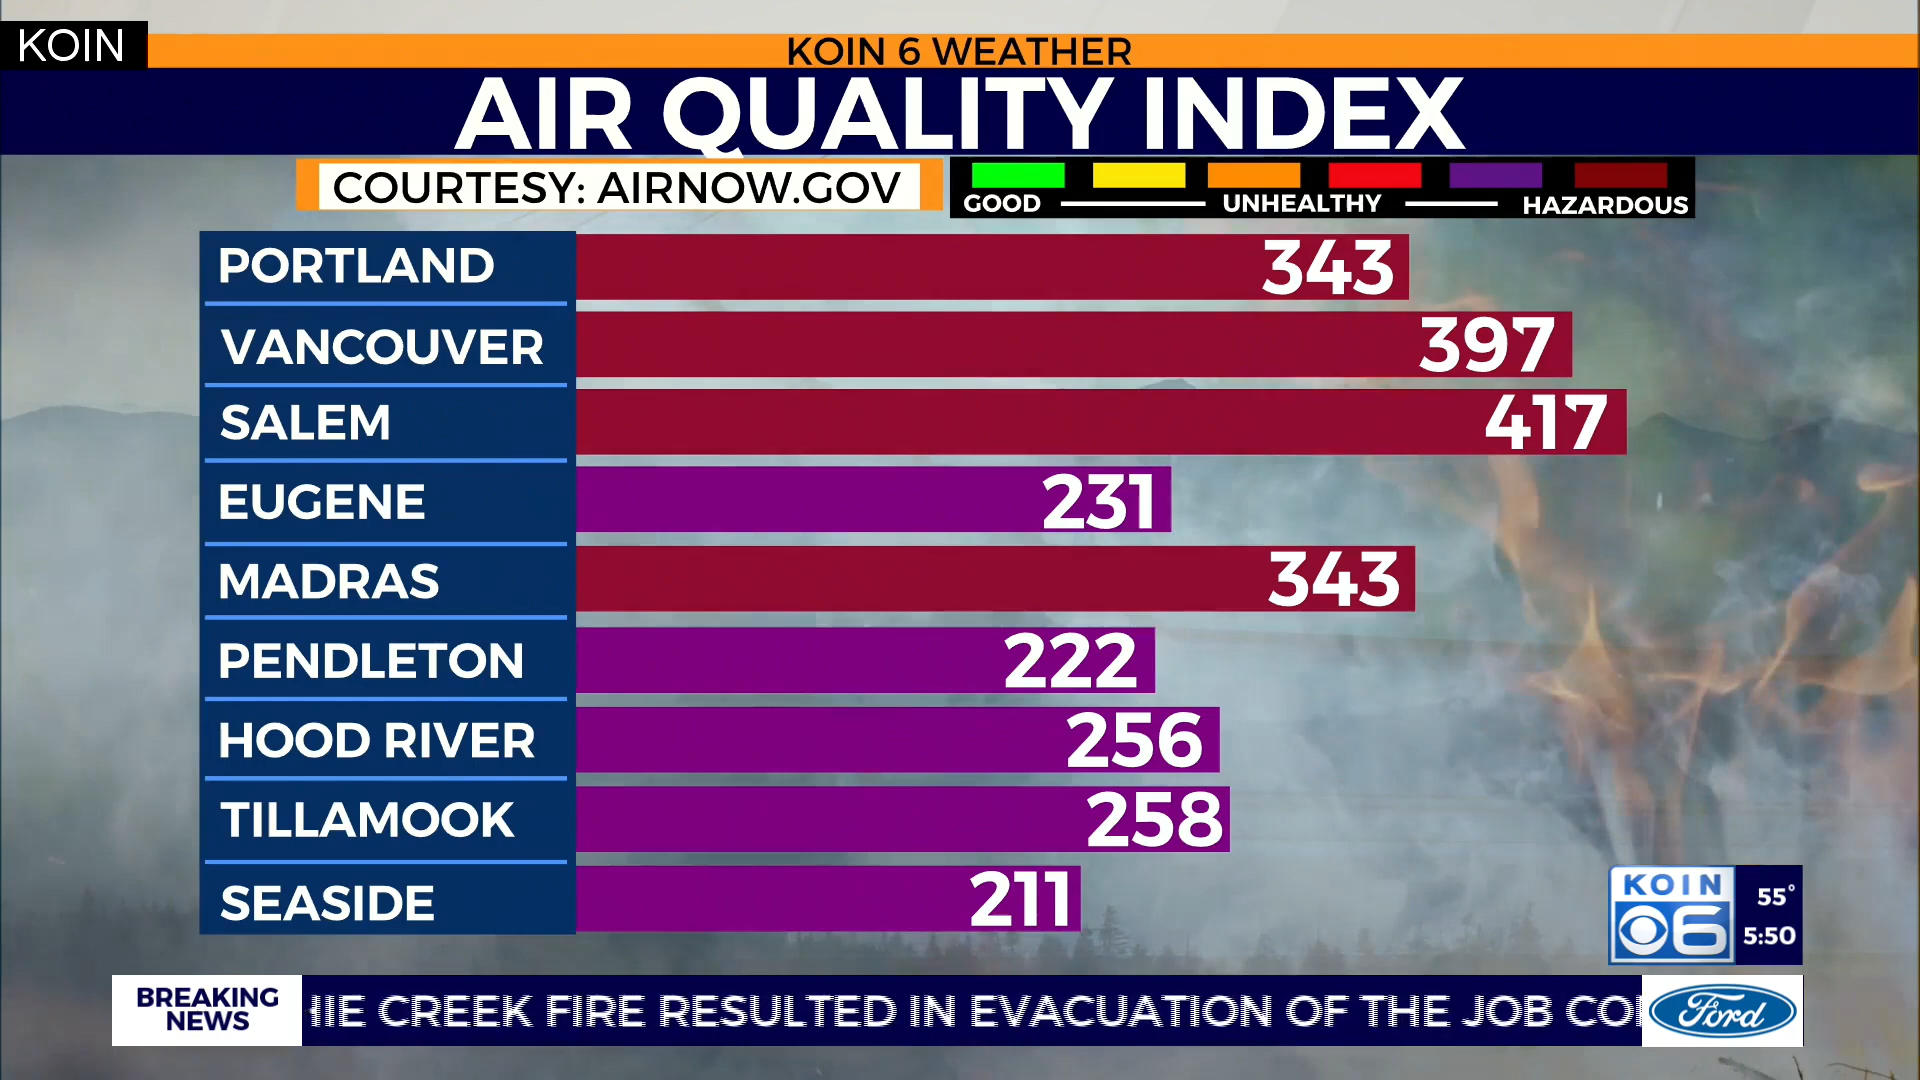 KOIN
KOIN 6 WEATHER
AIR QUALITY INDEX
COURTESY: AIRNOW.GOV
GOOD UNHEALTHY HAZARDOUS
PORTLAND 343
VANCOUVER 397
SALEM 417
EUGENE 231
MADRAS 343
PENDLETON 222
HOOD RIVER 256
TILLAMOOK 258
SEASIDE 211
KOIN
6
55°
5:50
BREAKING
NEWS
CREEK FIRE RESULTED IN EVACUATION OF THE JOB
Ford